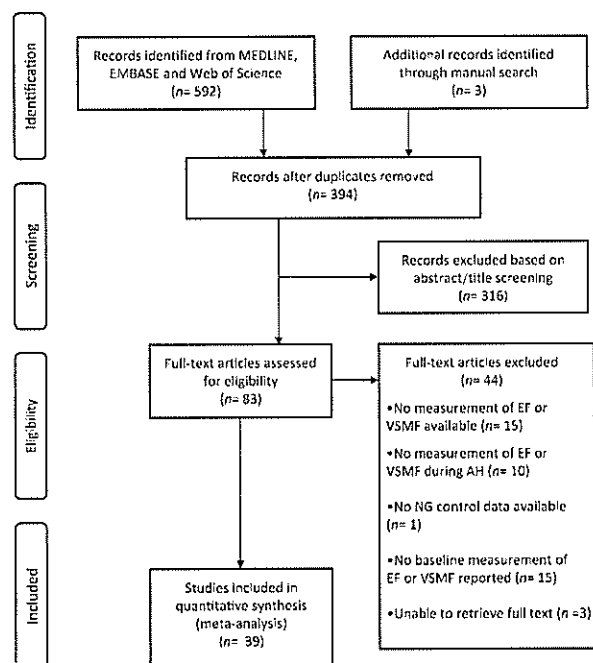 Identification
Records identified from MEDLINE,
EMBASE and Web of Science
(n= 592)
Additional records identified
through manual search
(n= 3)
Records after duplicates removed
(n= 394)
Screening
Records excluded based on
abstract/title screening
(n= 316)
Eligibility
Full-text articles assessed
for eligibility
(n= 83)
Full-text articles excluded
(n= 44)
•No measurement of EF or
VSMF available (n= 15)
•No measurement of EF or
VSMF during AH (n= 10)
•No NG control data available
(n= 1)
•No baseline measurement of
EF or VSMF reported (n= 15)
•Unable to retrieve full text (n =3)
Included
Studies included in
quantitative synthesis
(meta-analysis)
(n= 39)